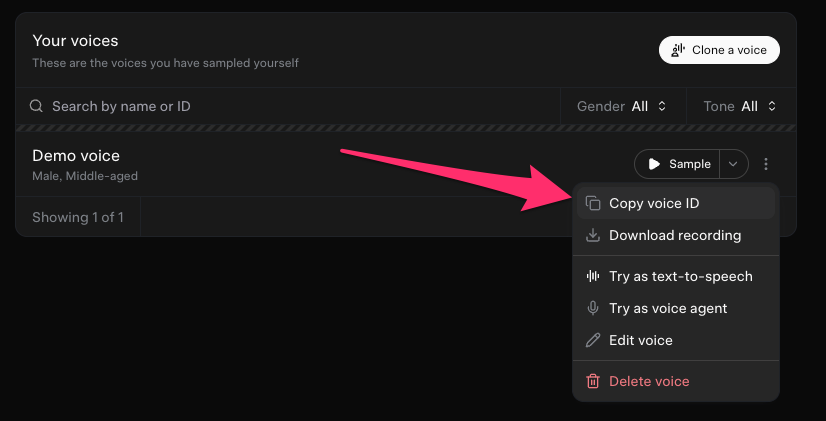 Your voices
These are the voices you have sampled yourself
Clone a voice
Search by name or ID
Gender All
Tone All
Demo voice
Male, Middle-aged
Sample
Showing 1 of 1
Copy voice ID
Download recording
Try as text-to-speech
Try as voice agent
Edit voice
Delete voice